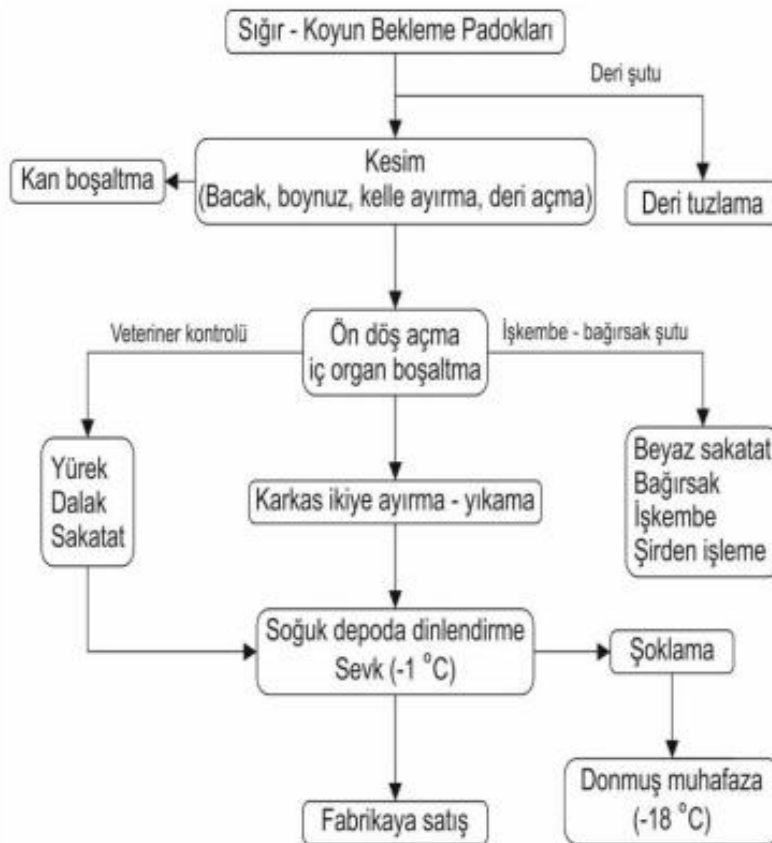 Sığır - Koyun Bekleme Padokları
Deri şutu
Kesim
(Bacak, boynuz, kelle ayırma, deri açma)
Kan boşaltma
Deri tuzlama
Veteriner kontrolü
Ön döş açma
iç organ boşaltma
İşkembe - bağırsak şutu
Yürek
Dalak
Sakatat
Karkas ikiye ayırma - yıkama
Beyaz sakatat
Bağırsak
İşkembe
Şirden işleme
Soğuk depoda dinlendirme
Sevk (-1 °C)
Şoklama
Fabrikaya satış
Donmuş muhafaza
(-18 °C)